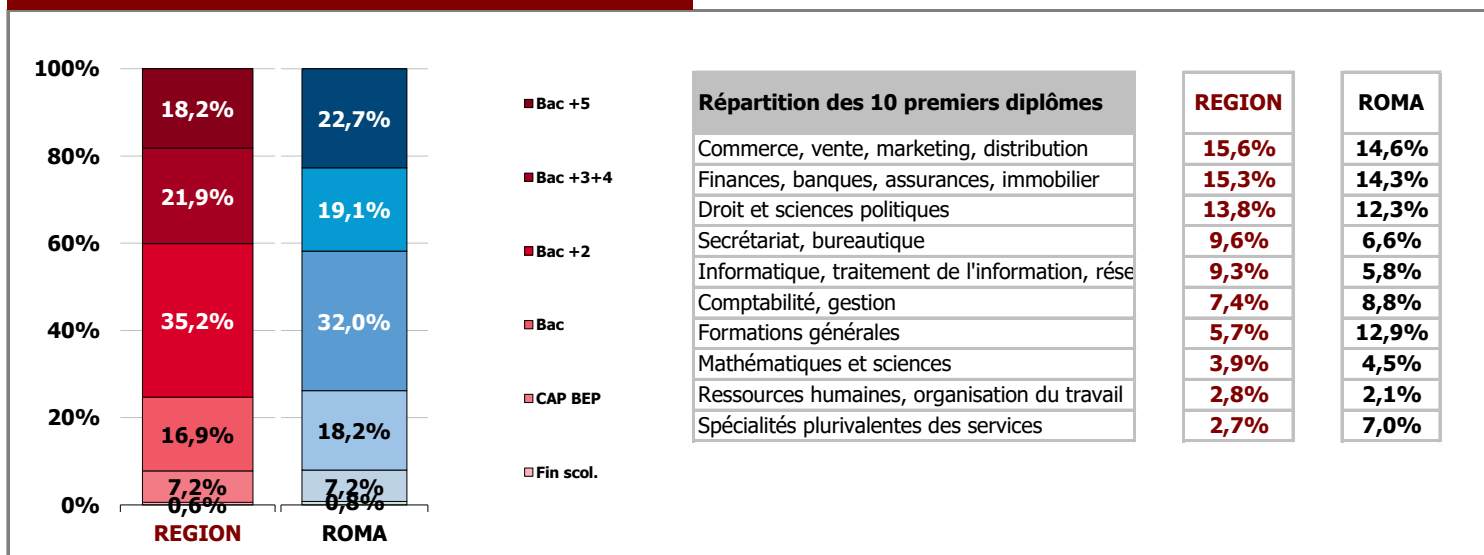 100%
80%
60%
40%
20%
0%
18,2%
21,9%
35,2%
16,9%
7,2%
0,6%
REGION
22,7%
19,1%
32,0%
18,2%
7,2%
0,8%
ROMA
Bac +5
Bac +3+4
Bac +2
Bac
CAP BEP
Fin scol.
Répartition des 10 premiers diplômes REGION ROMA
Commerce, vente, marketing, distribution 15,6% 14,6%
Finances, banques, assurances, immobilier 15,3% 14,3%
Droit et sciences politiques 13,8% 12,3%
Secrétariat, bureautique 9,6% 6,6%
Informatique, traitement de l'information, rése 9,3% 5,8%
Comptabilité, gestion 7,4% 8,8%
Formations générales 5,7% 12,9%
Mathématiques et sciences 3,9% 4,5%
Ressources humaines, organisation du travail 2,8% 2,1%
Spécialités plurivalentes des services 2,7% 7,0%